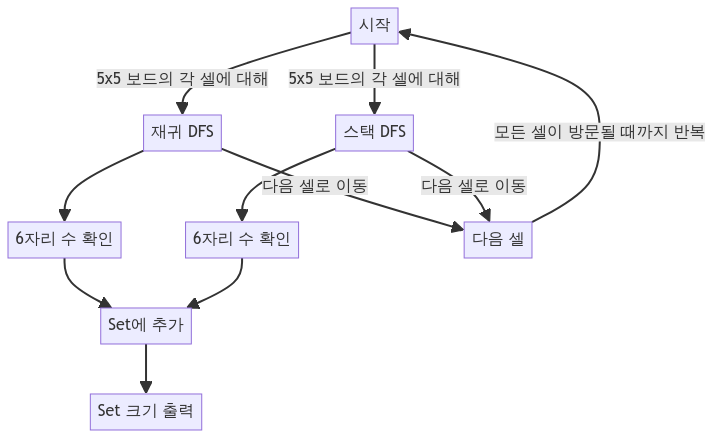 시작
5x5 보드의 각 셀에 대해
5x5 보드의 각 셀에 대해
재귀 DFS
스택 DFS
모든 셀이 방문될 때까지 반복
다음 셀로 이동
다음 셀로 이동
6자리 수 확인
6자리 수 확인
다음 셀
Set에 추가
Set 크기 출력